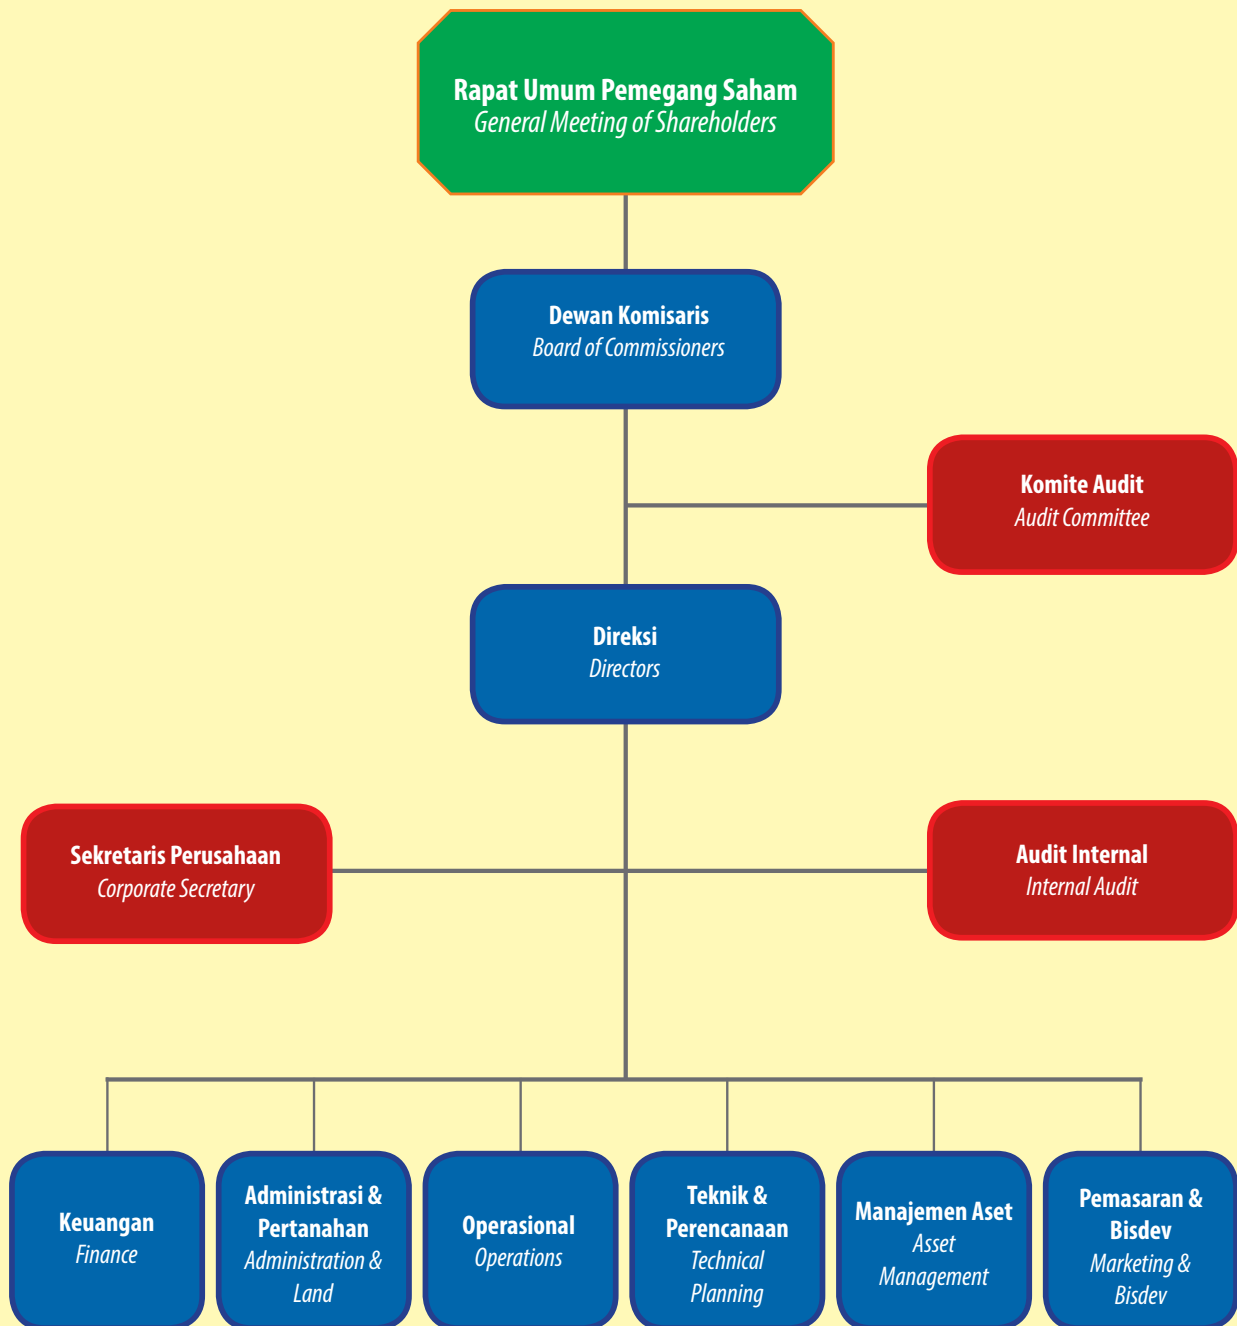 Rapat Umum Pemegang Saham
General Meeting of Shareholders
Dewan Komisaris
Board of Commissioners
Komite Audit
Audit Committee
Direksi
Directors
Sekretaris Perusahaan
Corporate Secretary
Audit Internal
Internal Audit
Keuangan
Finance
Administrasi &
Pertanahan
Administration &
Land
Operasional
Operations
Teknik &
Perencanaan
Technical
Planning
Manajemen Aset
Asset
Management
Pemasaran &
Bisdev
Marketing &
Bisdev